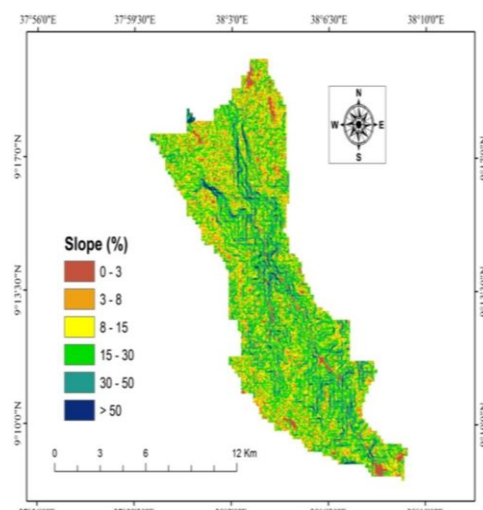 37°56'0"E 37°59'30"E 38°3'0"E 38°6'30"E 38°10'0"E
N
W E
S
9°17'0"N
Slope (%)
0 - 3
3 - 8
8 - 15
15 - 30
30 - 50
> 50
9°13'30"N
9°10'0"N
0 3 6 12 Km